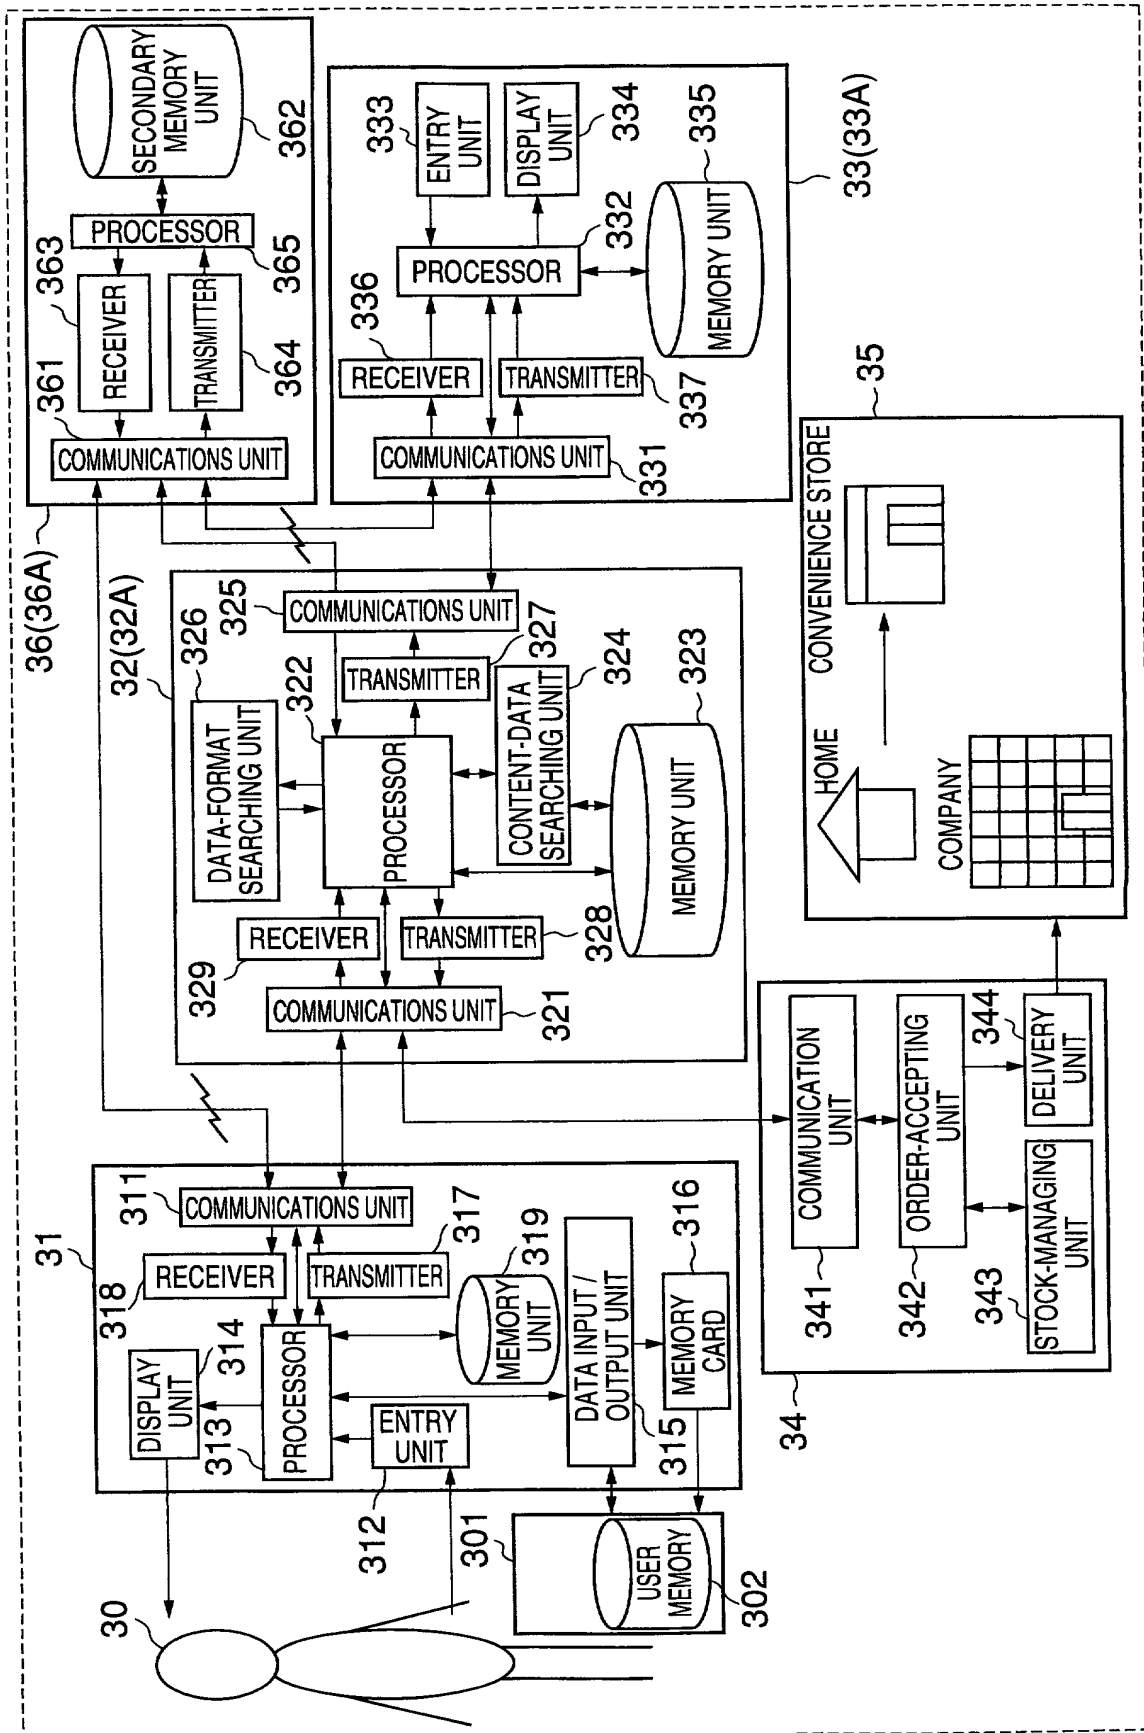 30
301
USER
MEMORY
302
31
DISPLAY
UNIT
314
313
PROCESSOR
ENTRY
UNIT
312
318
RECEIVER
311
COMMUNICATIONS UNIT
TRANSMITTER
317
MEMORY
UNIT
319
DATA INPUT /
OUTPUT UNIT
315
MEMORY
CARD
316
32(32A)
DATA-FORMAT
SEARCHING UNIT
326
325
COMMUNICATIONS UNIT
322
PROCESSOR
TRANSMITTER
327
329
RECEIVER
TRANSMITTER
328
COMMUNICATIONS UNIT
321
CONTENT-DATA
SEARCHING UNIT
324
MEMORY UNIT
323
36(36A)
361
COMMUNICATIONS UNIT
363
RECEIVER
TRANSMITTER
364
PROCESSOR
365
SECONDARY
MEMORY
UNIT
362
333
ENTRY
UNIT
DISPLAY
UNIT
334
PROCESSOR
332
336
RECEIVER
TRANSMITTER
337
COMMUNICATIONS UNIT
331
MEMORY UNIT
335
33(33A)
34
COMMUNICATION
UNIT
341
ORDER-ACCEPTING
UNIT
342
STOCK-MANAGING
UNIT
343
DELIVERY
UNIT
344
35
HOME
CONVENIENCE STORE
COMPANY